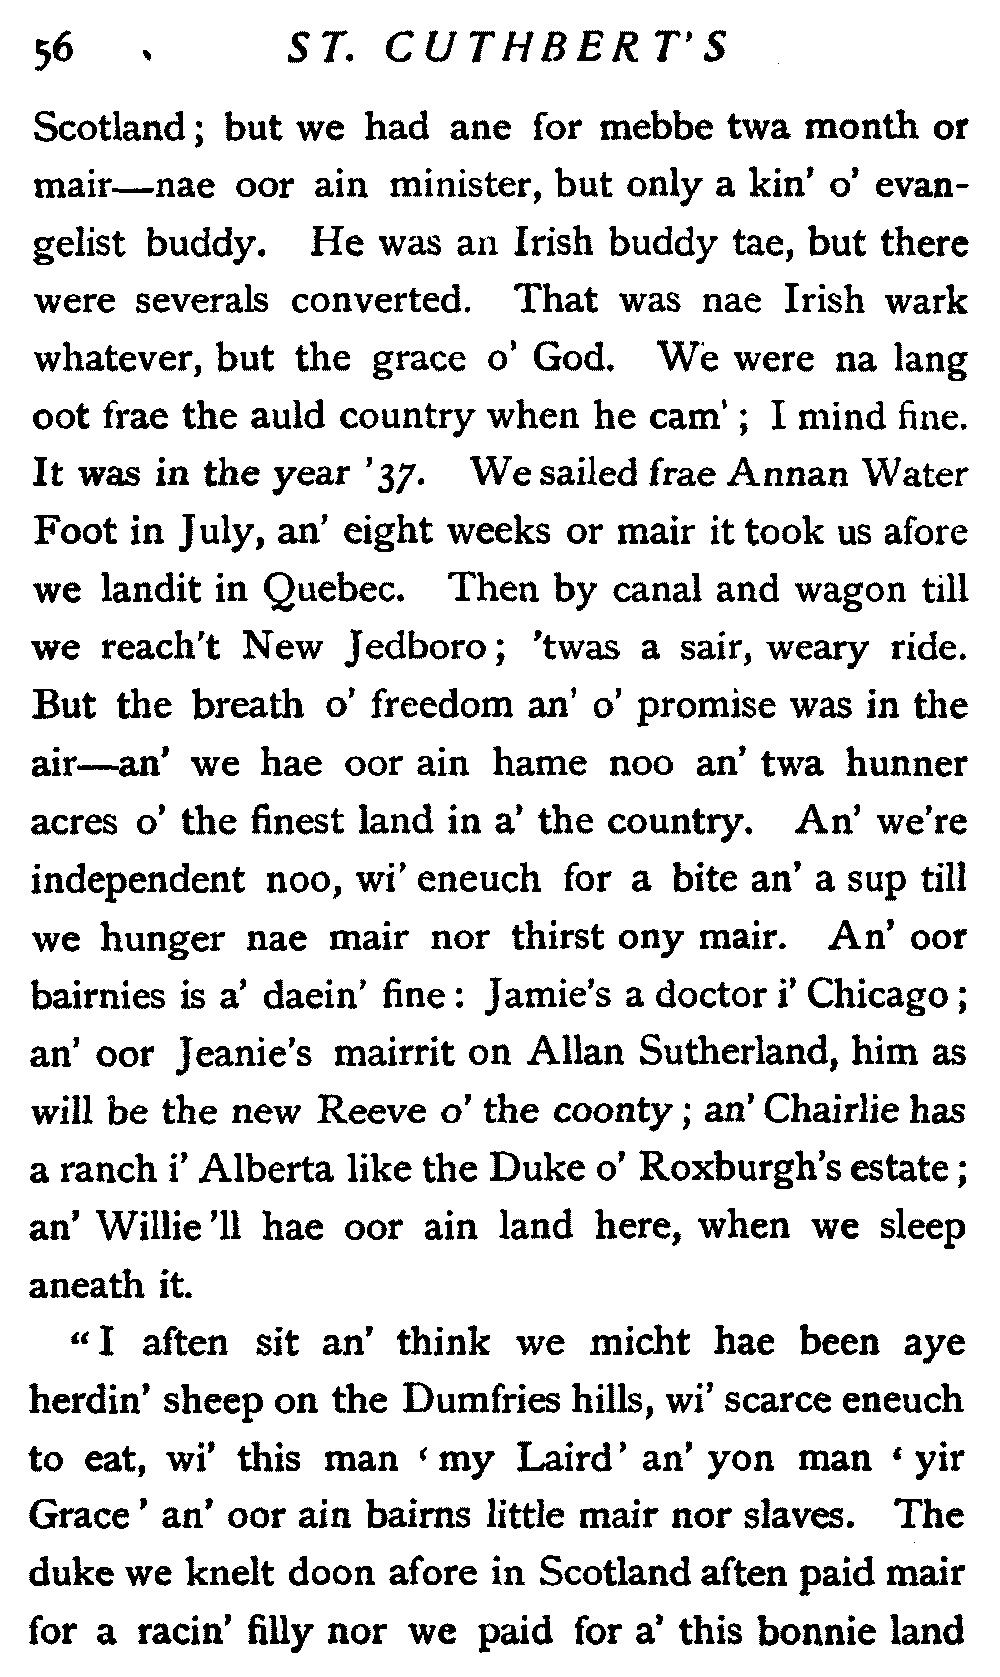 56 ST. CUTHBERT'S
Scotland; but we had ane for mebbe twa month or
mair—nae oor ain minister, but only a kin' o' evan-
gelist buddy. He was an Irish buddy tae, but there
were severals converted. That was nae Irish wark
whatever, but the grace o' God. We were na lang
oot frae the auld country when he cam'; I mind fine.
It was in the year '37. We sailed frae Annan Water
Foot in July, an' eight weeks or mair it took us afore
we landit in Quebec. Then by canal and wagon till
we reach't New Jedboro; 'twas a sair, weary ride.
But the breath o' freedom an' o' promise was in the
air—an' we hae oor ain hame noo an' twa hunner
acres o' the finest land in a' the country. An' we're
independent noo, wi' eneuch for a bite an' a sup till
we hunger nae mair nor thirst ony mair. An' oor
bairnies is a' daein' fine: Jamie's a doctor i' Chicago;
an' oor Jeanie's mairrit on Allan Sutherland, him as
will be the new Reeve o' the coonty; an' Chairlie has
a ranch i' Alberta like the Duke o' Roxburgh's estate;
an' Willie'll hae oor ain land here, when we sleep
aneath it.
"I aften sit an' think we micht hae been aye
herdin' sheep on the Dumfries hills, wi' scarce eneuch
to eat, wi' this man 'my Laird' an' yon man 'yir
Grace' an' oor ain bairns little mair nor slaves. The
duke we knelt doon afore in Scotland aften paid mair
for a racin' filly nor we paid for a' this bonnie land